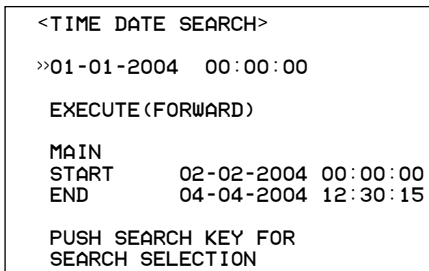 <TIME DATE SEARCH>
»01-01-2004 00:00:00
EXECUTE(FORWARD)
MAIN
START 02-02-2004 00:00:00
END 04-04-2004 12:30:15
PUSH SEARCH KEY FOR
SEARCH SELECTION